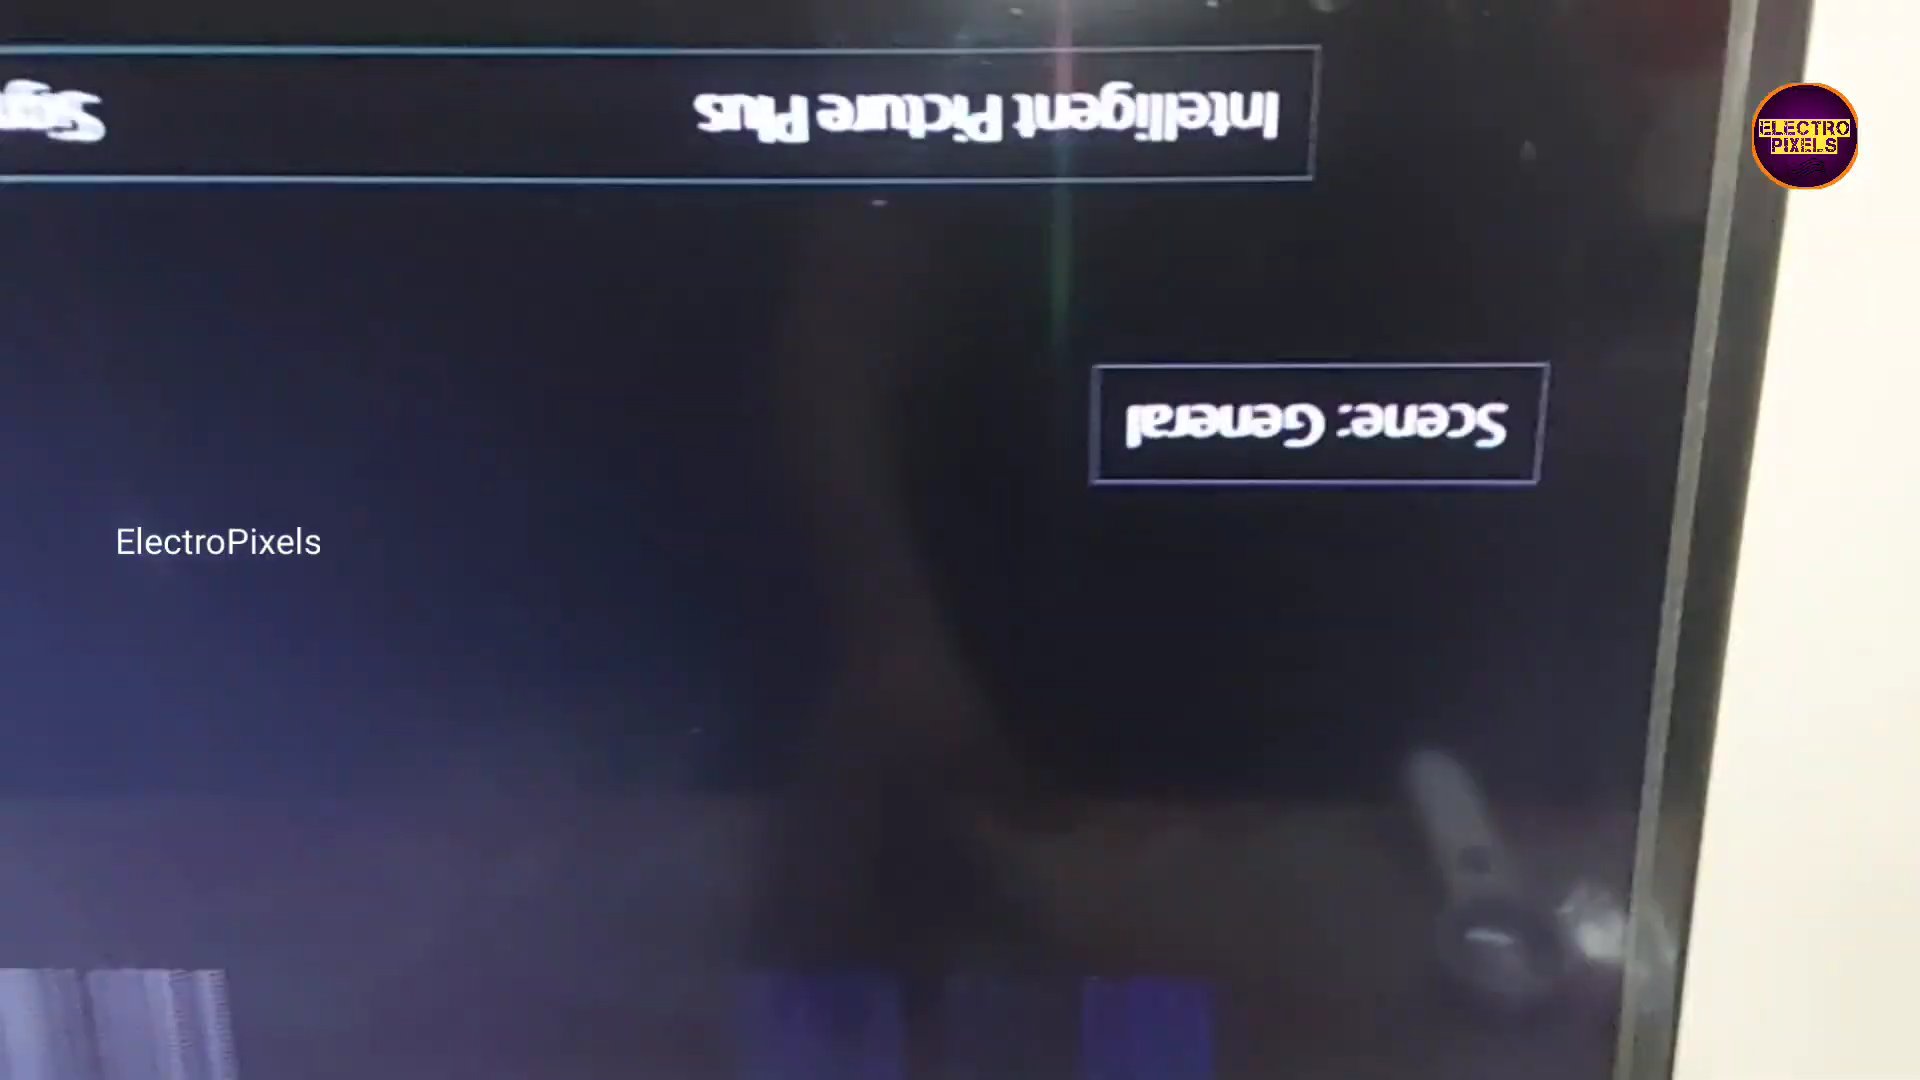 Intelligent Picture Plus
Scene: General
ElectroPixels
ELECTRO
PIXELS